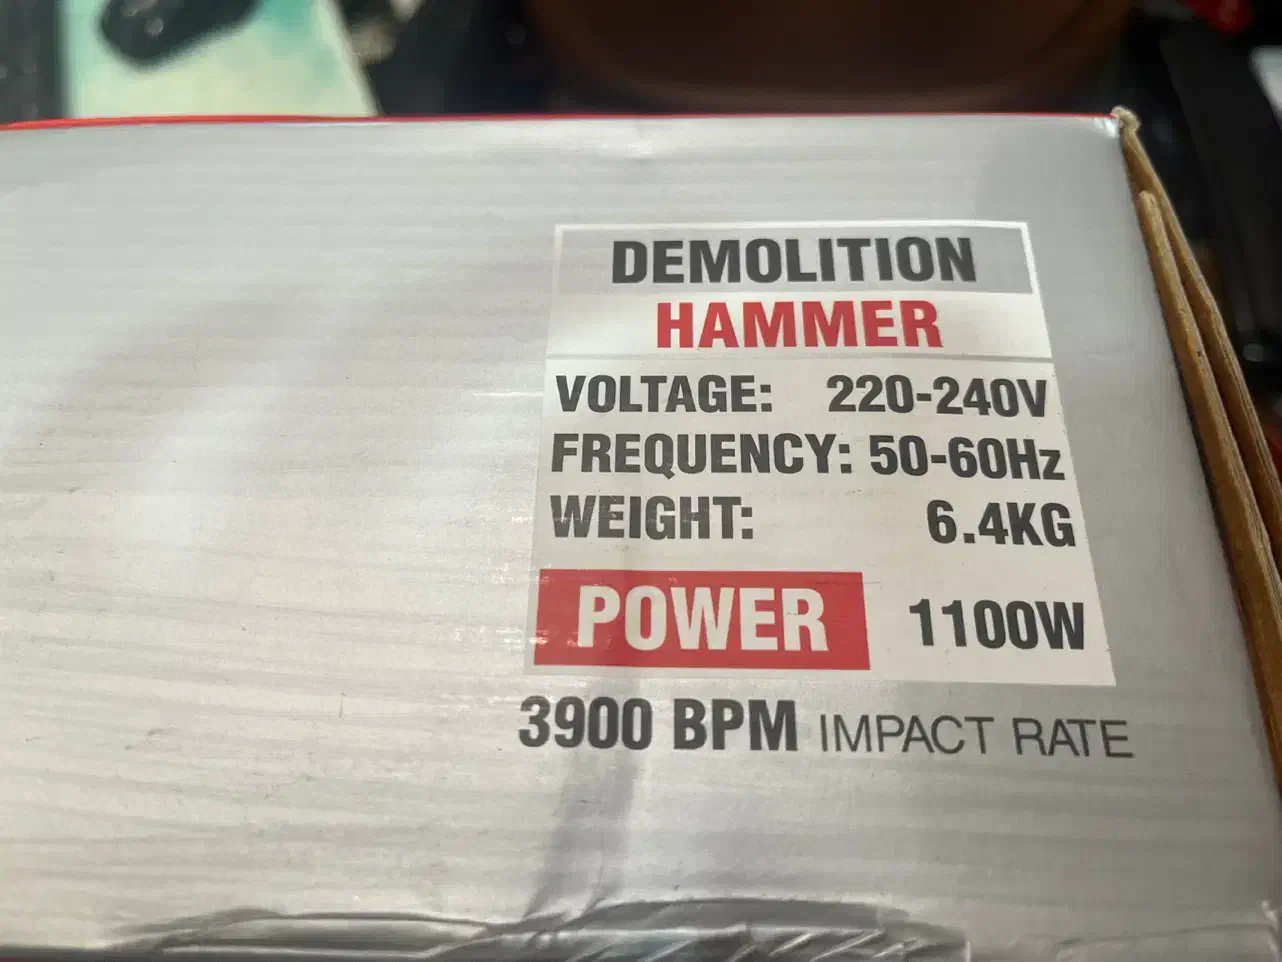 DEMOLITION
HAMMER
VOLTAGE: 220-240V
FREQUENCY: 50-60Hz
WEIGHT: 6.4KG
POWER 1100W
3900 BPM IMPACT RATE